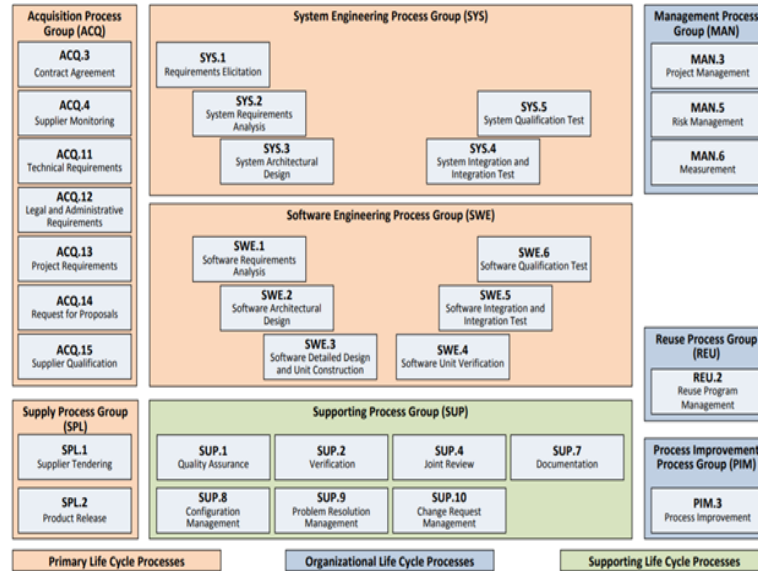 Acquisition Process
Group (ACQ)
ACQ.3
Contract Agreement
ACQ.4
Supplier Monitoring
ACQ.11
Technical Requirements
ACQ.12
Legal and Administrative
Requirements
ACQ.13
Project Requirements
ACQ.14
Request for Proposals
ACQ.15
Supplier Qualification
System Engineering Process Group (SYS)
SYS.1
Requirements Elicitation
SYS.2
System Requirements
Analysis
SYS.3
System Architectural
Design
SYS.5
System Qualification Test
SYS.4
System Integration and
Integration Test
Management Process
Group (MAN)
MAN.3
Project Management
MAN.5
Risk Management
MAN.6
Measurement
Software Engineering Process Group (SWE)
SWE.1
Software Requirements
Analysis
SWE.2
Software Architectural
Design
SWE.3
Software Detailed Design
and Unit Construction
SWE.6
Software Qualification Test
SWE.5
Software Integration and
Integration Test
SWE.4
Software Unit Verification
Reuse Process Group
(REU)
REU.2
Reuse Program
Management
Supply Process Group
(SPL)
SPL.1
Supplier Tendering
SPL.2
Product Release
Supporting Process Group (SUP)
SUP.1
Quality Assurance
SUP.2
Verification
SUP.4
Joint Review
SUP.7
Documentation
SUP.8
Configuration
Management
SUP.9
Problem Resolution
Management
SUP.10
Change Request
Management
Process Improvement
Process Group (PIM)
PIM.3
Process Improvement
Primary Life Cycle Processes
Organizational Life Cycle Processes
Supporting Life Cycle Processes